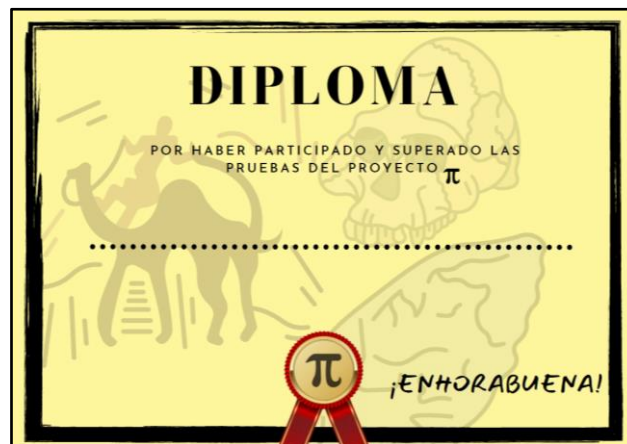 DIPLOMA
POR HABER PARTICIPADO Y SUPERADO LAS
PRUEBAS DEL PROYECTO π
π
¡ENHORABUENA!